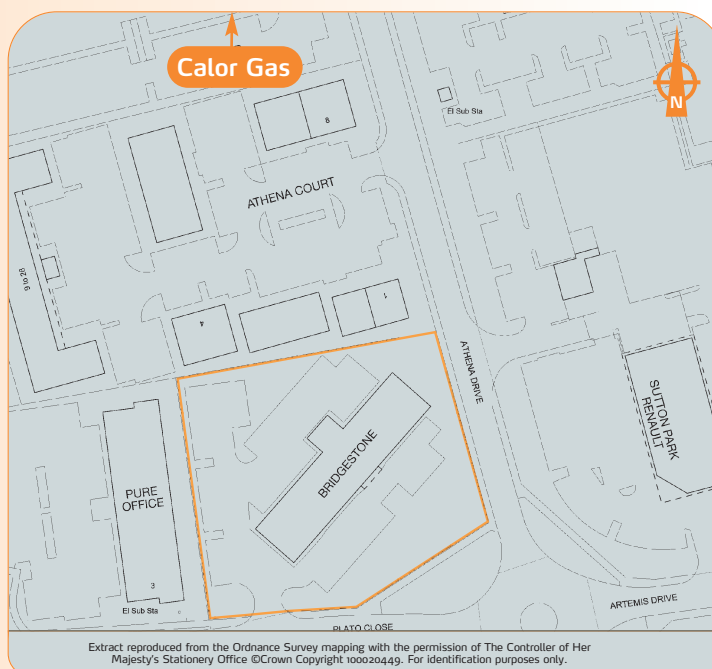 Calor Gas
N
El Sub Sta
8
ATHENA COURT
9 to 28
4
1
ATHENA DRIVE
SUTTON PARK
RENAULT
BRIDGESTONE
PURE
OFFICE
3
El Sub Sta
ARTEMIS DRIVE
PLATO CLOSE
Extract reproduced from the Ordnance Survey mapping with the permission of The Controller of Her
Majesty's Stationery Office ©Crown Copyright 100020449. For identification purposes only.